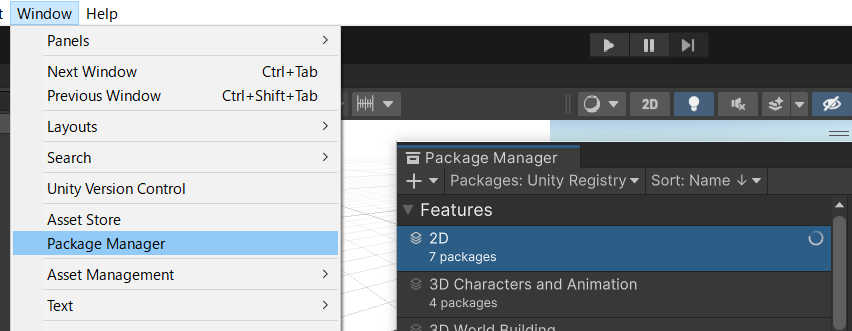 Window Help
Panels
Next Window Ctrl+Tab
Previous Window Ctrl+Shift+Tab
Layouts
Search
Unity Version Control
Asset Store
Package Manager
Asset Management
Text
2D
Package Manager
Packages: Unity Registry Sort: Name ↓
Features
2D
7 packages
3D Characters and Animation
4 packages
3D World Building